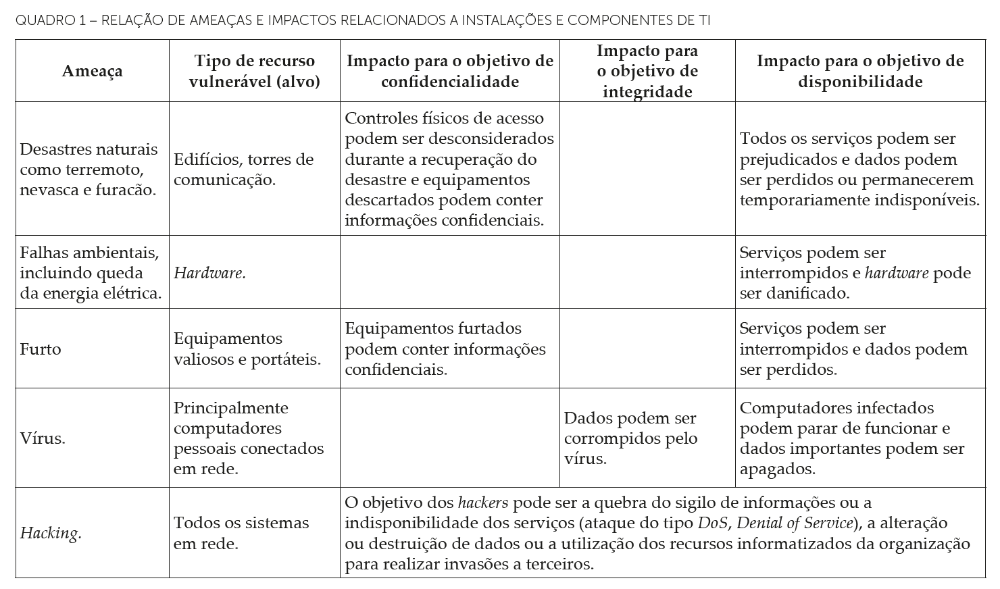 QUADRO 1 – RELAÇÃO DE AMEAÇAS E IMPACTOS RELACIONADOS A INSTALAÇÕES E COMPONENTES DE TI
Ameaça
Tipo de recurso
vulnerável (alvo)
Impacto para o objetivo de
confidencialidade
Impacto para
o objetivo de
integridade
Impacto para o objetivo de
disponibilidade
Desastres naturais
como terremoto,
nevasca e furacão.
Edifícios, torres de
comunicação.
Controles físicos de acesso
podem ser desconsiderados
durante a recuperação do
desastre e equipamentos
descartados podem conter
informações confidenciais.
Todos os serviços podem ser
prejudicados e dados podem
ser perdidos ou permanecerem
temporariamente indisponíveis.
Falhas ambientais,
incluindo queda
da energia elétrica.
Hardware.
Serviços podem ser
interrompidos e hardware pode
ser danificado.
Furto
Equipamentos
valiosos e portáteis.
Equipamentos furtados
podem conter informações
confidenciais.
Serviços podem ser
interrompidos e dados podem
ser perdidos.
Vírus.
Principalmente
computadores
pessoais conectados
em rede.
Dados podem ser
corrompidos pelo
vírus.
Computadores infectados
podem parar de funcionar e
dados importantes podem ser
apagados.
Hacking.
Todos os sistemas
em rede.
O objetivo dos hackers pode ser a quebra do sigilo de informações ou a
indisponibilidade dos serviços (ataque do tipo DoS, Denial of Service), a alteração
ou destruição de dados ou a utilização dos recursos informatizados da organização
para realizar invasões a terceiros.